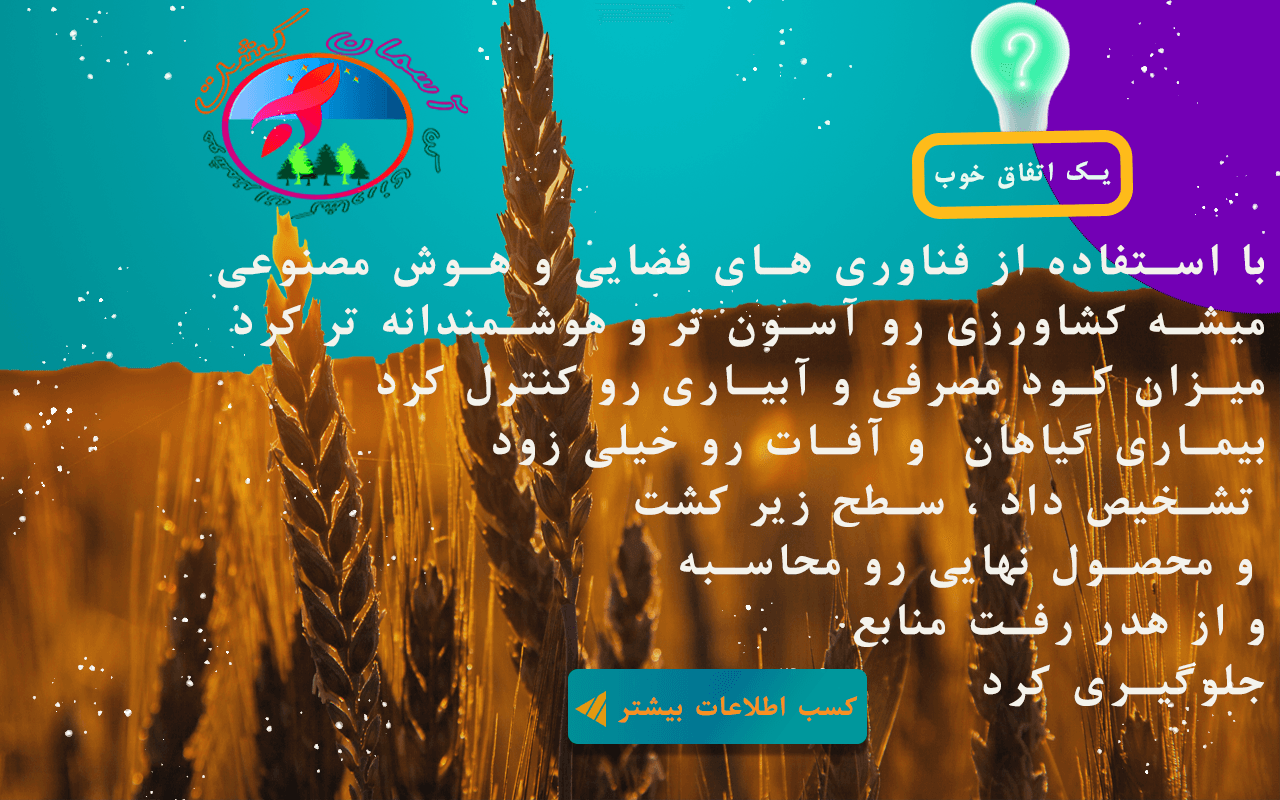 کشت
یک اتفاق خوب
با استفاده از فناوری های فضایی و هوش مصنوعی
میشه کشاورزی رو آسون تر و هوشمندانه تر کرد
میزان کود مصرفی و آبیاری رو کنترل کرد
بیماری گیاهان و آفات رو خیلی زود
تشخیص داد ، سطح زیر کشت
و محصول نهایی رو محاسبه
و از هدر رفت منابع
جلوگیری کرد
کسب اطلاعات بیشتر